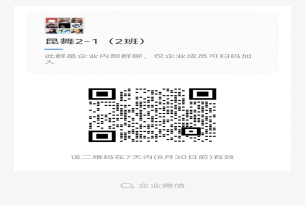 昆舞2-1（2班）
此群是企业内部群聊，仅企业成员可扫码加
入
该二维码在7天内(8月30日前)有效
企业微信